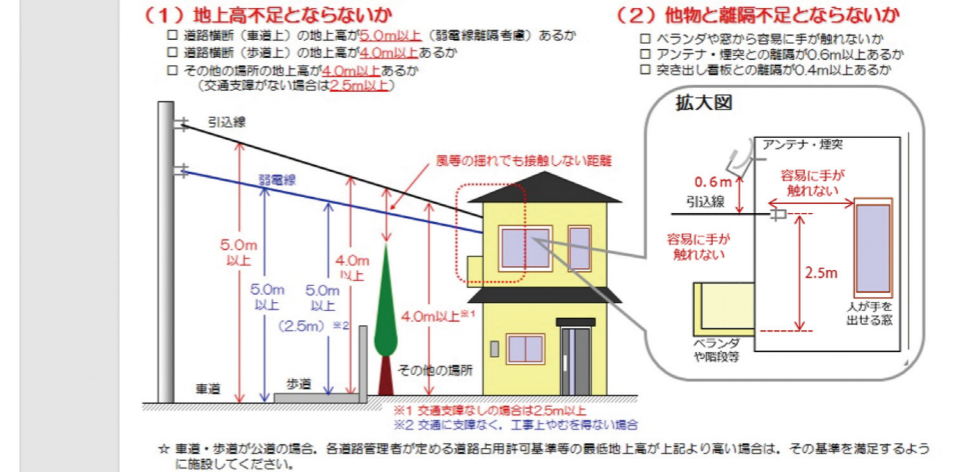 （１）地上高不足とならないか
□ 道路横断（車道上）の地上高が5.0m以上（弱電線離隔考慮）あるか
□ 道路横断（歩道上）の地上高が4.0m以上あるか
□ その他の場所の地上高が4.0m以上あるか
（交通支障がない場合は2.5m以上）
（２）他物と離隔不足とならないか
□ ベランダや窓から容易に手が触れないか
□ アンテナ・煙突との離隔が0.6m以上あるか
□ 突き出し看板との離隔が0.4m以上あるか
引込線
弱電線
風等の揺れでも接触しない距離
5.0m
以上
5.0m
以上
5.0m
以上
（2.5m）※2
4.0m
以上
4.0m以上※1
車道
歩道
その他の場所
拡大図
アンテナ・煙突
0.6m
容易に手が
触れない
引込線
容易に手が
触れない
2.5m
人が手を
出せる窓
ベランダ
や階段等
※1 交通支障なしの場合は2.5m以上
※2 交通に支障なく，工事上やむを得ない場合
☆ 車道・歩道が公道の場合，各道路管理者が定める道路占用許可基準等の最低地上高が上記より高い場合は，その基準を満足するよう
に施設してください。